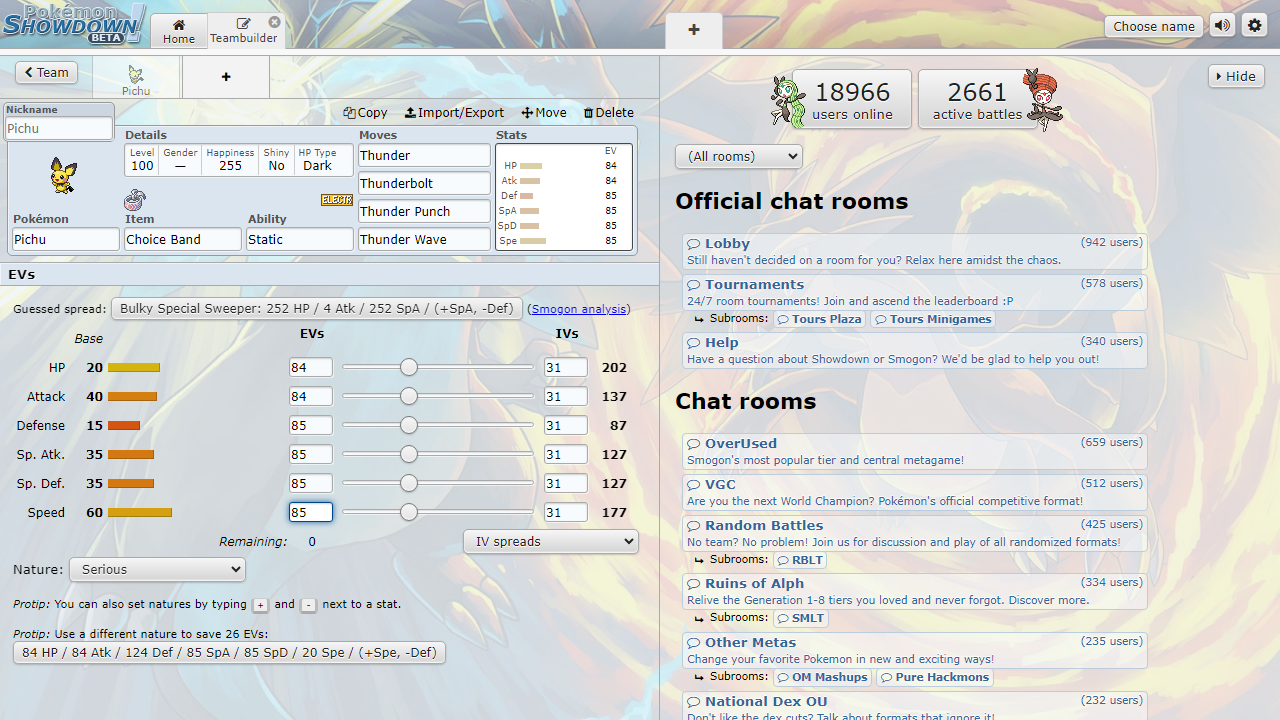 Pokémon
SHOWDOWN!
BETA
Home
Teambuilder
+
Choose name
Team
Pichu
+
Nickname
Pichu
Copy
Import/Export
Move
Delete
Details
Level
100
Gender
—
Happiness
255
Shiny
No
HP Type
Dark
ELECTR
Pokémon
Pichu
Item
Choice Band
Ability
Static
Moves
Thunder
Thunderbolt
Thunder Punch
Thunder Wave
Stats
EV
HP 84
Atk 84
Def 85
SpA 85
SpD 85
Spe 85
EVs
Guessed spread: Bulky Special Sweeper: 252 HP / 4 Atk / 252 SpA / (+SpA, -Def) (Smogon analysis)
Base EVs IVs
HP 20 84 31 202
Attack 40 84 31 137
Defense 15 85 31 87
Sp. Atk. 35 85 31 127
Sp. Def. 35 85 31 127
Speed 60 85 31 177
Remaining: 0
IV spreads
Nature: Serious
Protip: You can also set natures by typing + and - next to a stat.
Protip: Use a different nature to save 26 EVs:
84 HP / 84 Atk / 124 Def / 85 SpA / 85 SpD / 20 Spe / (+Spe, -Def)
18966
users online
2661
active battles
Hide
(All rooms)
Official chat rooms
Lobby (942 users)
Still haven't decided on a room for you? Relax here amidst the chaos.
Tournaments (578 users)
24/7 room tournaments! Join and ascend the leaderboard :P
Subrooms: Tours Plaza Tours Minigames
Help (340 users)
Have a question about Showdown or Smogon? We'd be glad to help you out!
Chat rooms
OverUsed (659 users)
Smogon's most popular tier and central metagame!
VGC (512 users)
Are you the next World Champion? Pokémon's official competitive format!
Random Battles (425 users)
No team? No problem! Join us for discussion and play of all randomized formats!
Subrooms: RBLT
Ruins of Alph (334 users)
Relive the Generation 1-8 tiers you loved and never forgot. Discover more.
Subrooms: SMLT
Other Metas (235 users)
Change your favorite Pokemon in new and exciting ways!
Subrooms: OM Mashups Pure Hackmons
National Dex OU (232 users)
Don't like the dex cuts? Talk about formats that ignore it!